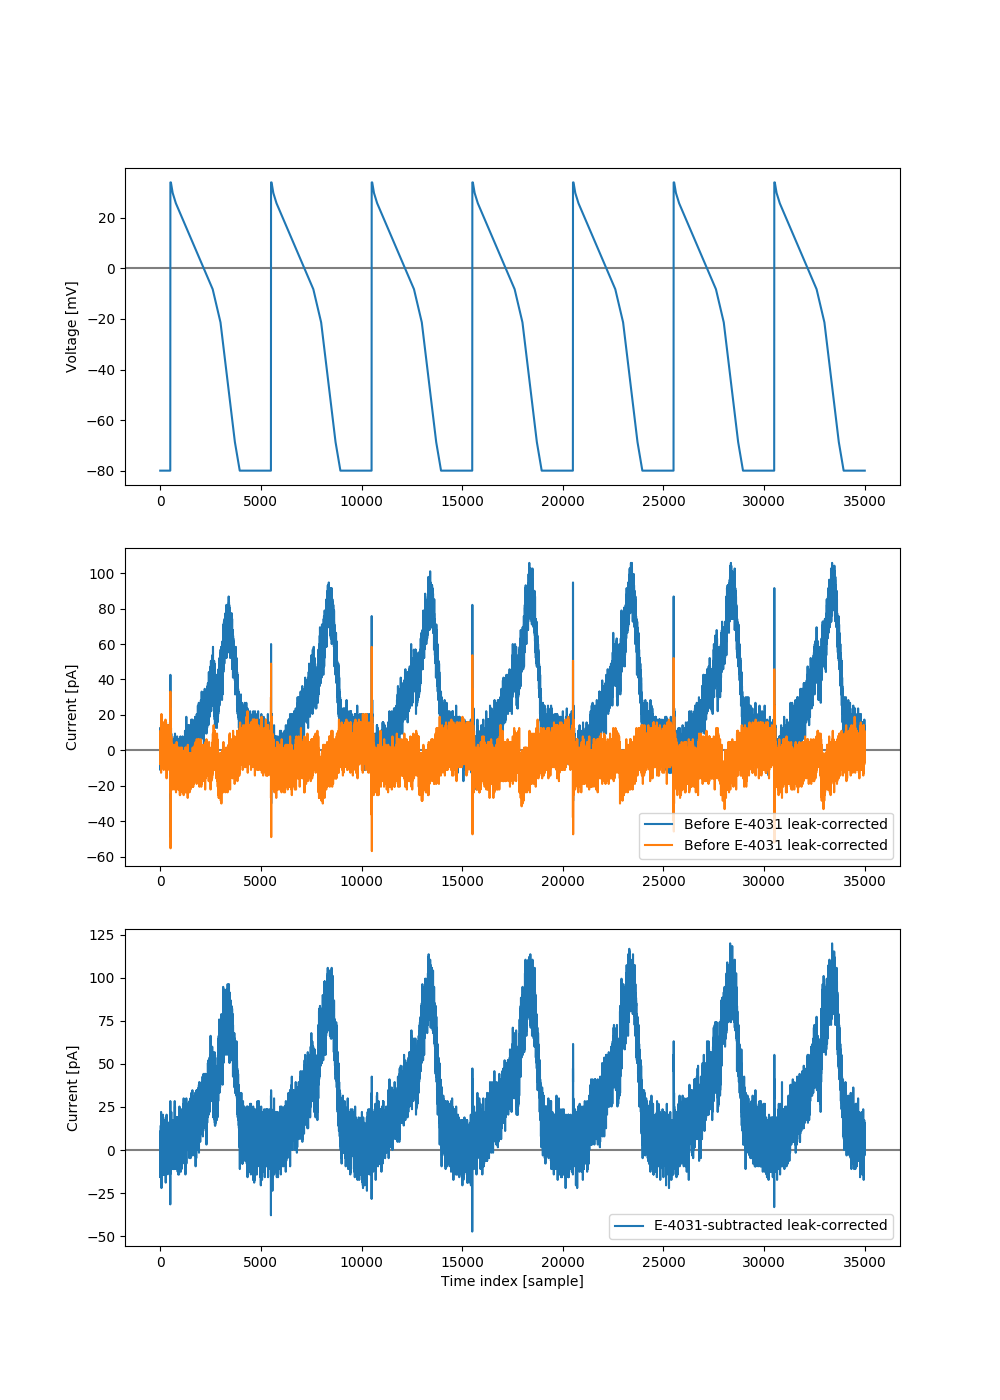 20
0
−20
−40
−60
−80
Voltage [mV]
0 5000 10000 15000 20000 25000 30000 35000
100
80
60
40
20
0
−20
−40
−60
Current [pA]
Before E-4031 leak-corrected
Before E-4031 leak-corrected
0 5000 10000 15000 20000 25000 30000 35000
125
100
75
50
25
0
−25
−50
Current [pA]
E-4031-subtracted leak-corrected
0 5000 10000 15000 20000 25000 30000 35000
Time index [sample]